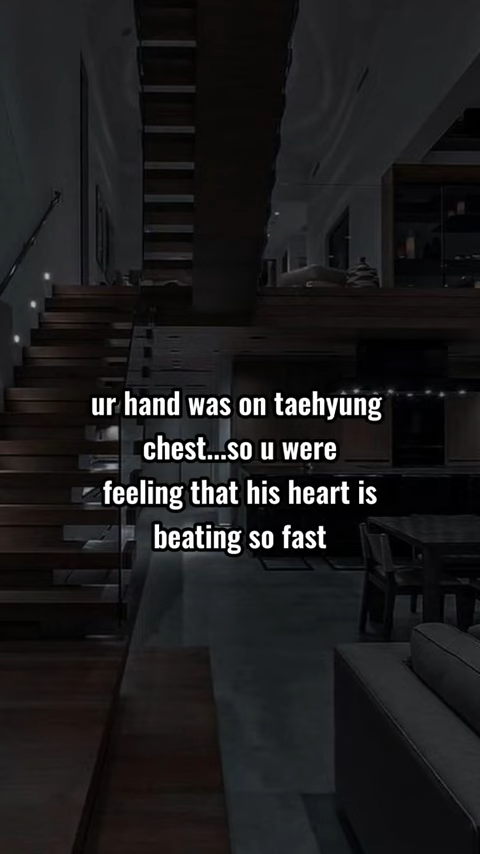 ur hand was on taehyung
chest...so u were
feeling that his heart is
beating so fast